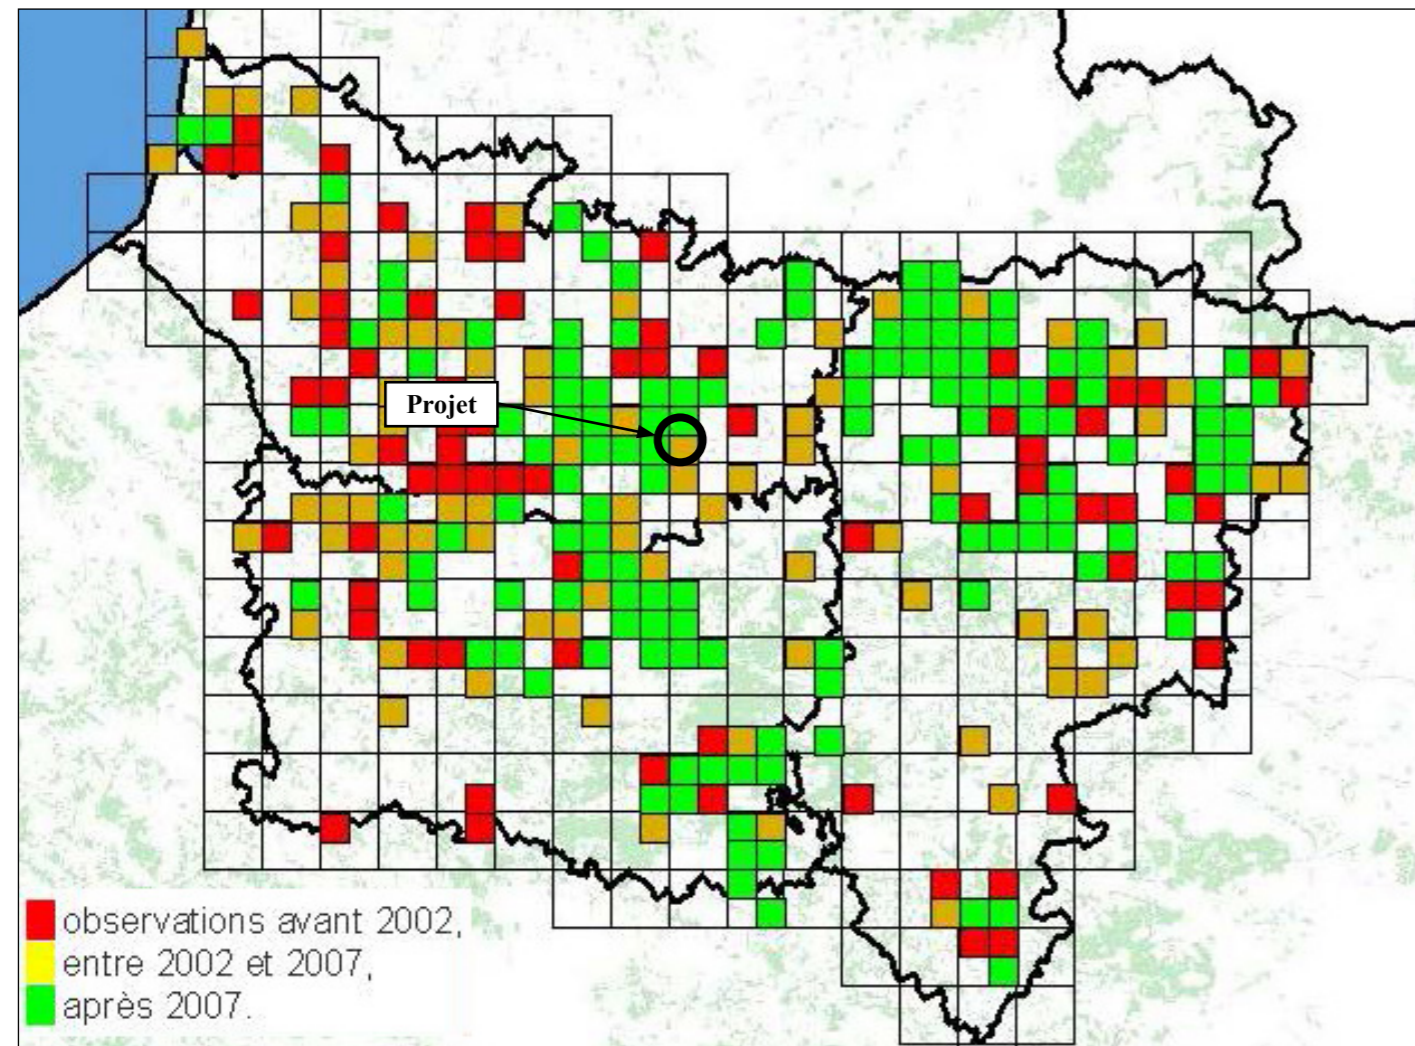 Projet
observations avant 2002,
entre 2002 et 2007,
après 2007.